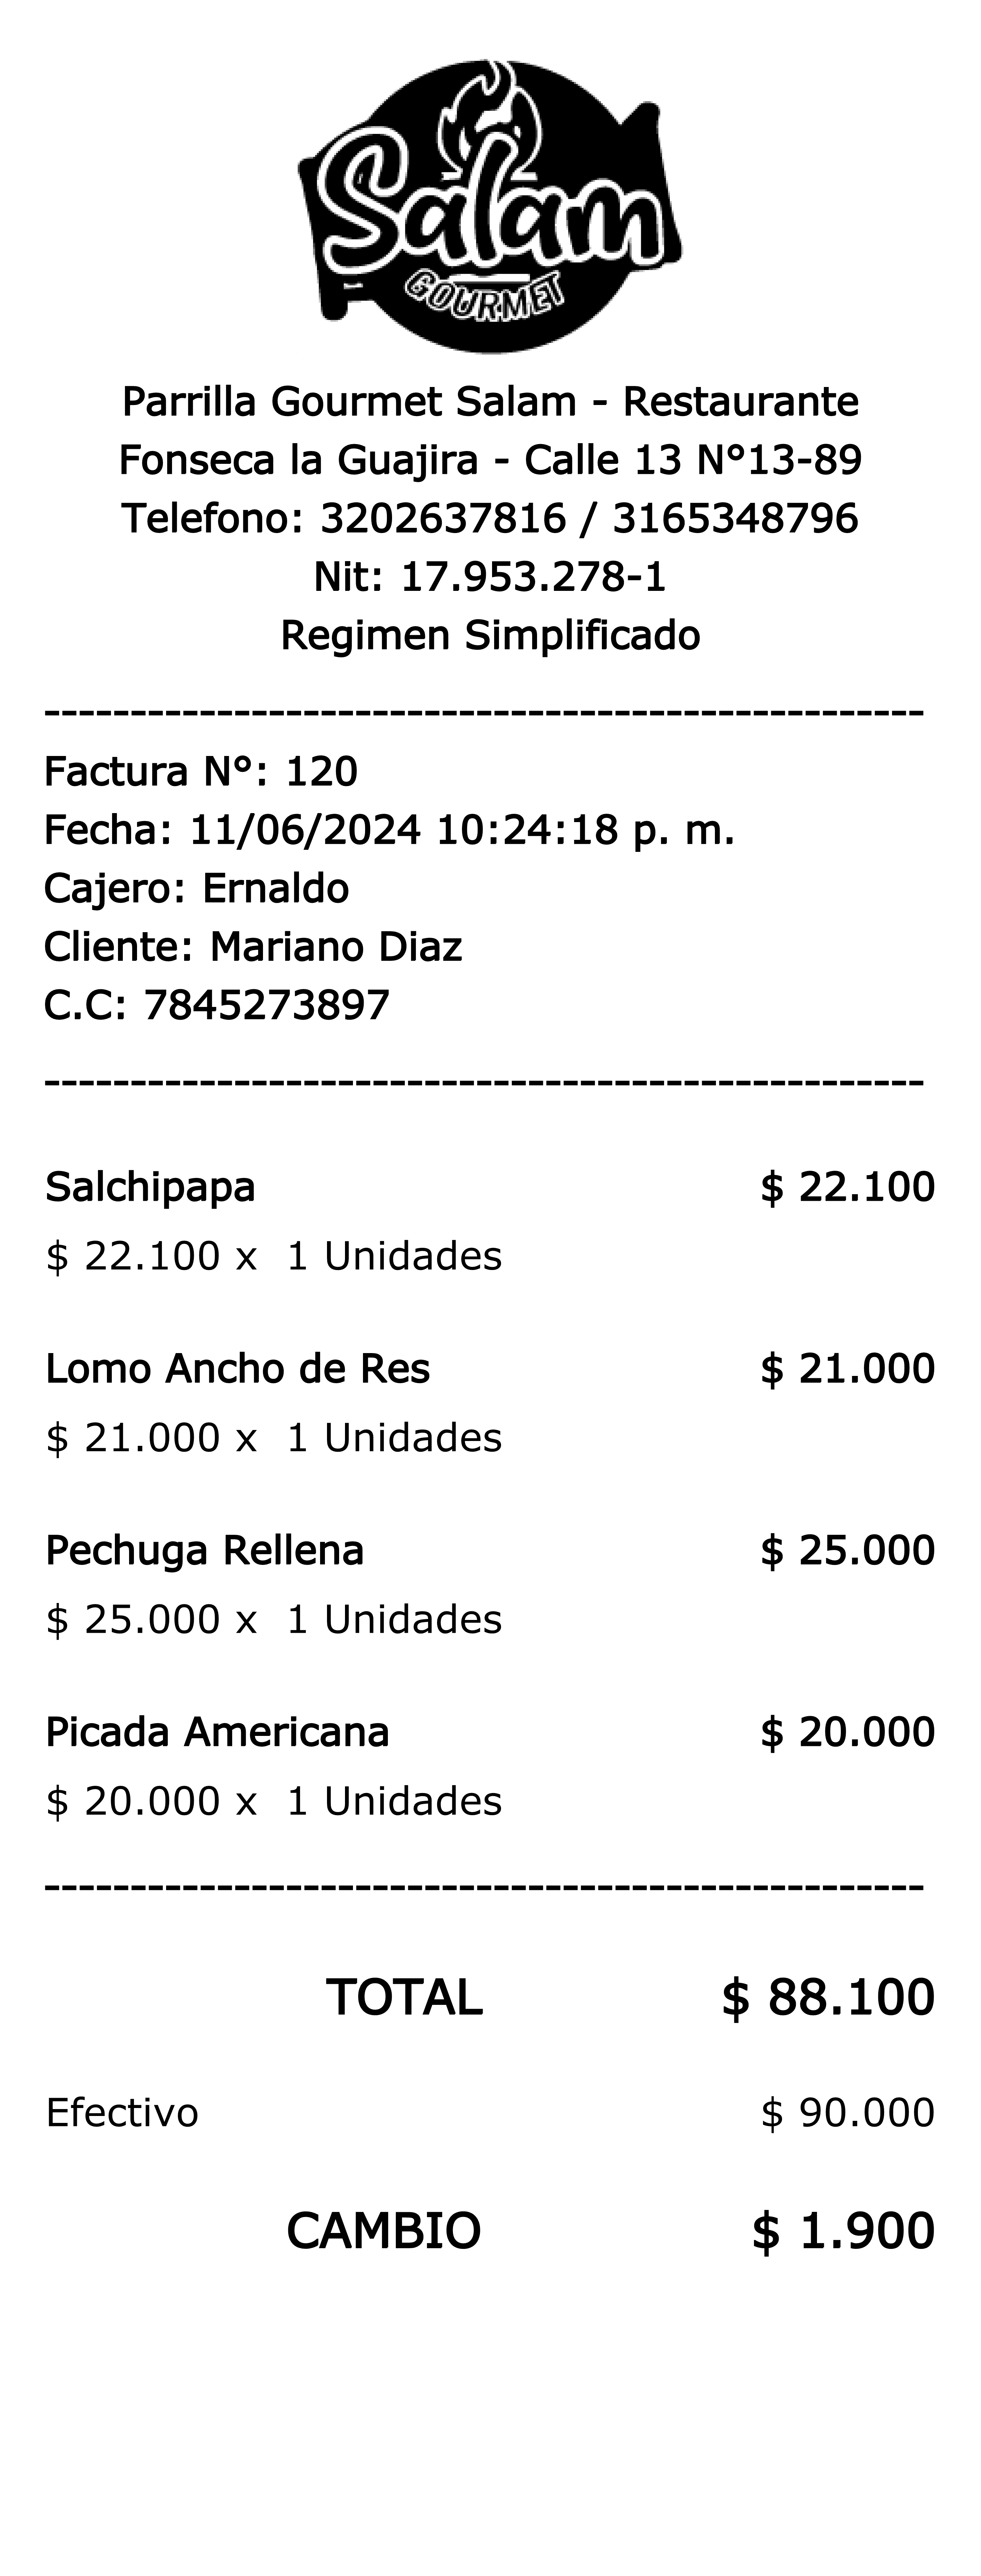 Salam
GOURMET
Parrilla Gourmet Salam - Restaurante
Fonseca la Guajira - Calle 13 N°13-89
Telefono: 3202637816 / 3165348796
Nit: 17.953.278-1
Regimen Simplificado
---------------------------------------------------
Factura N°: 120
Fecha: 11/06/2024 10:24:18 p. m.
Cajero: Ernaldo
Cliente: Mariano Diaz
C.C: 7845273897
---------------------------------------------------
Salchipapa $ 22.100
$ 22.100 x  1 Unidades
Lomo Ancho de Res $ 21.000
$ 21.000 x  1 Unidades
Pechuga Rellena $ 25.000
$ 25.000 x  1 Unidades
Picada Americana $ 20.000
$ 20.000 x  1 Unidades
---------------------------------------------------
TOTAL $ 88.100
Efectivo $ 90.000
CAMBIO $ 1.900